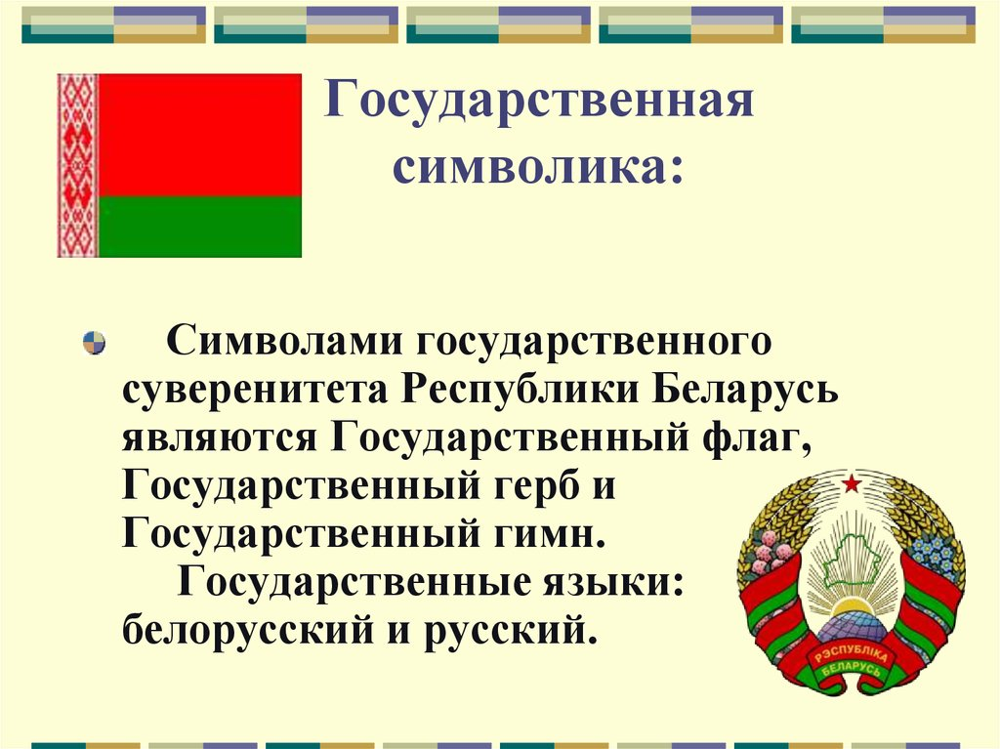 Государственная
символика:
Символами государственного
суверенитета Республики Беларусь
являются Государственный флаг,
Государственный герб и
Государственный гимн.
Государственные языки:
белорусский и русский.
РЭСПУБЛІКА
БЕЛАРУСЬ